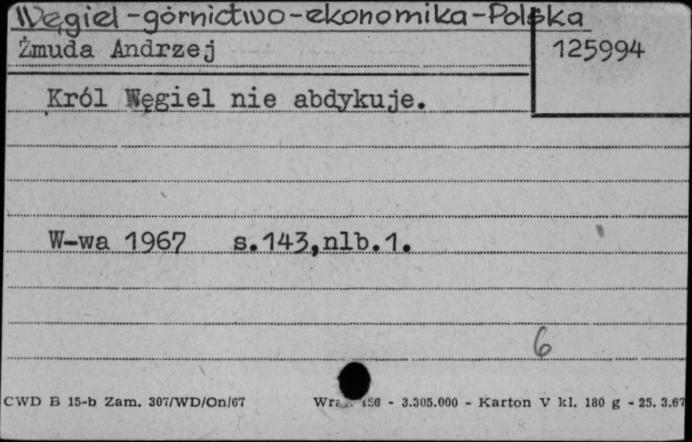 Węgiel-górnictwo-ekonomika-Polska
Żmuda Andrzej
125994
Król Węgiel nie abdykuje.
W-wa 1967 s.143,nlb.1.
6
CWD B 15-b Zam. 307/WD/On/67 156 - 3.305.000 - Karton V kl. 180 g - 25. 3.67